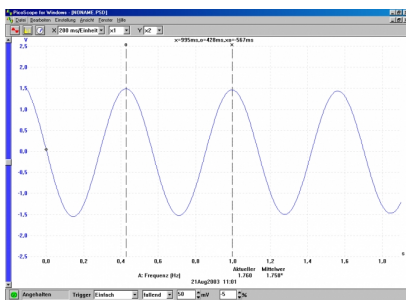 PicoScope for Windows - [NONAME.PSD]
Datei Bearbeiten Einstellung Ansicht Fenster Hilfe
X 200 ms/Einheit x1 Y x2
x=995ms,o=428ms,xo=-567ms
V
2,5
2,0
1,5
1,0
0,5
0,0
-0,5
-1,0
-1,5
-2,0
-2,5
0,0 0,2 0,4 0,6 0,8 1,0 1,2 1,4 1,6 1,8
s
Aktueller Mittelwer
A: Frequenz (Hz) 1.760 1.758*
21Aug2003 11:01
Angehalten Trigger Einfach fallend 50 mV -5 %